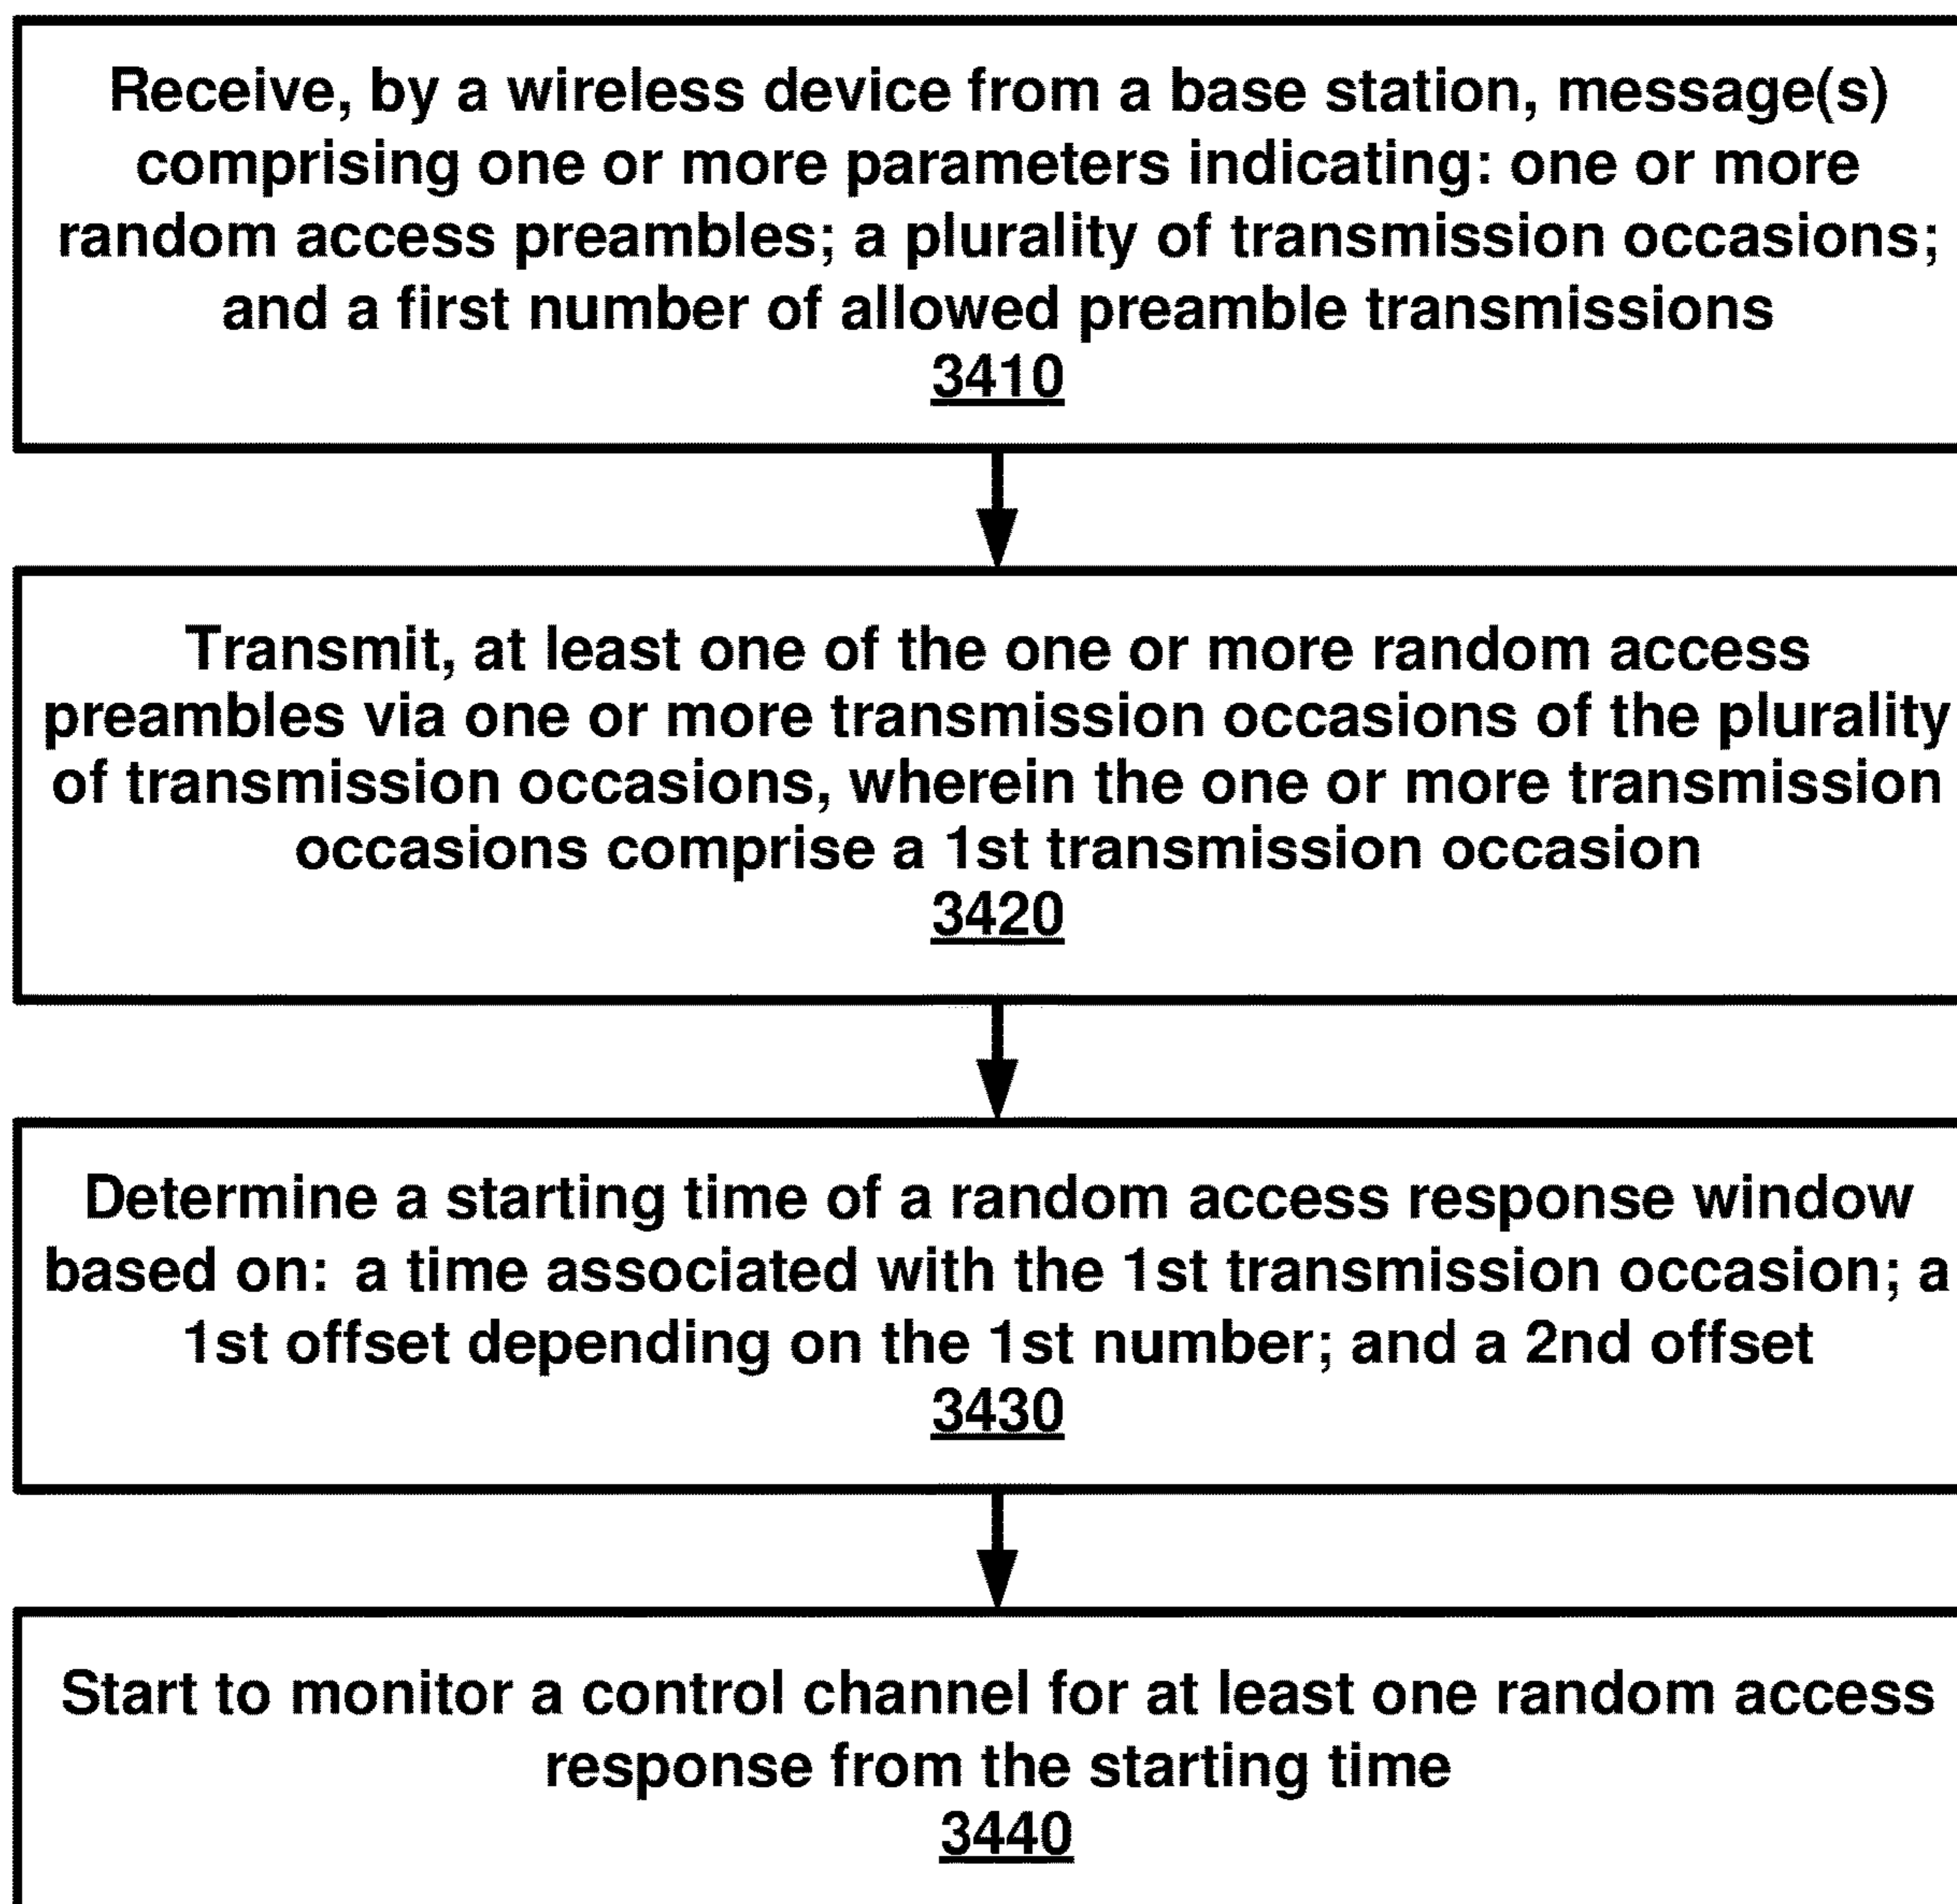 Receive, by a wireless device from a base station, message(s)
comprising one or more parameters indicating: one or more
random access preambles; a plurality of transmission occasions;
and a first number of allowed preamble transmissions
3410
Transmit, at least one of the one or more random access
preambles via one or more transmission occasions of the plurality
of transmission occasions, wherein the one or more transmission
occasions comprise a 1st transmission occasion
3420
Determine a starting time of a random access response window
based on: a time associated with the 1st transmission occasion; a
1st offset depending on the 1st number; and a 2nd offset
3430
Start to monitor a control channel for at least one random access
response from the starting time
3440